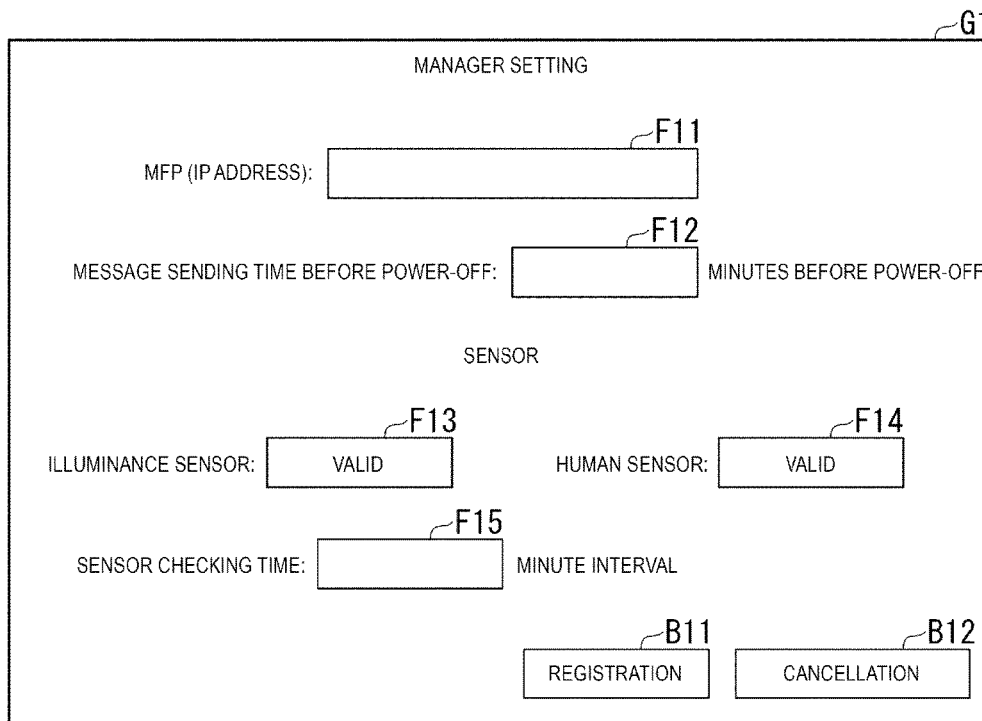 G1
MANAGER SETTING
F11
MFP (IP ADDRESS):
F12
MESSAGE SENDING TIME BEFORE POWER-OFF: MINUTES BEFORE POWER-OFF
SENSOR
F13 F14
ILLUMINANCE SENSOR: VALID HUMAN SENSOR: VALID
F15
SENSOR CHECKING TIME: MINUTE INTERVAL
B11 B12
REGISTRATION CANCELLATION